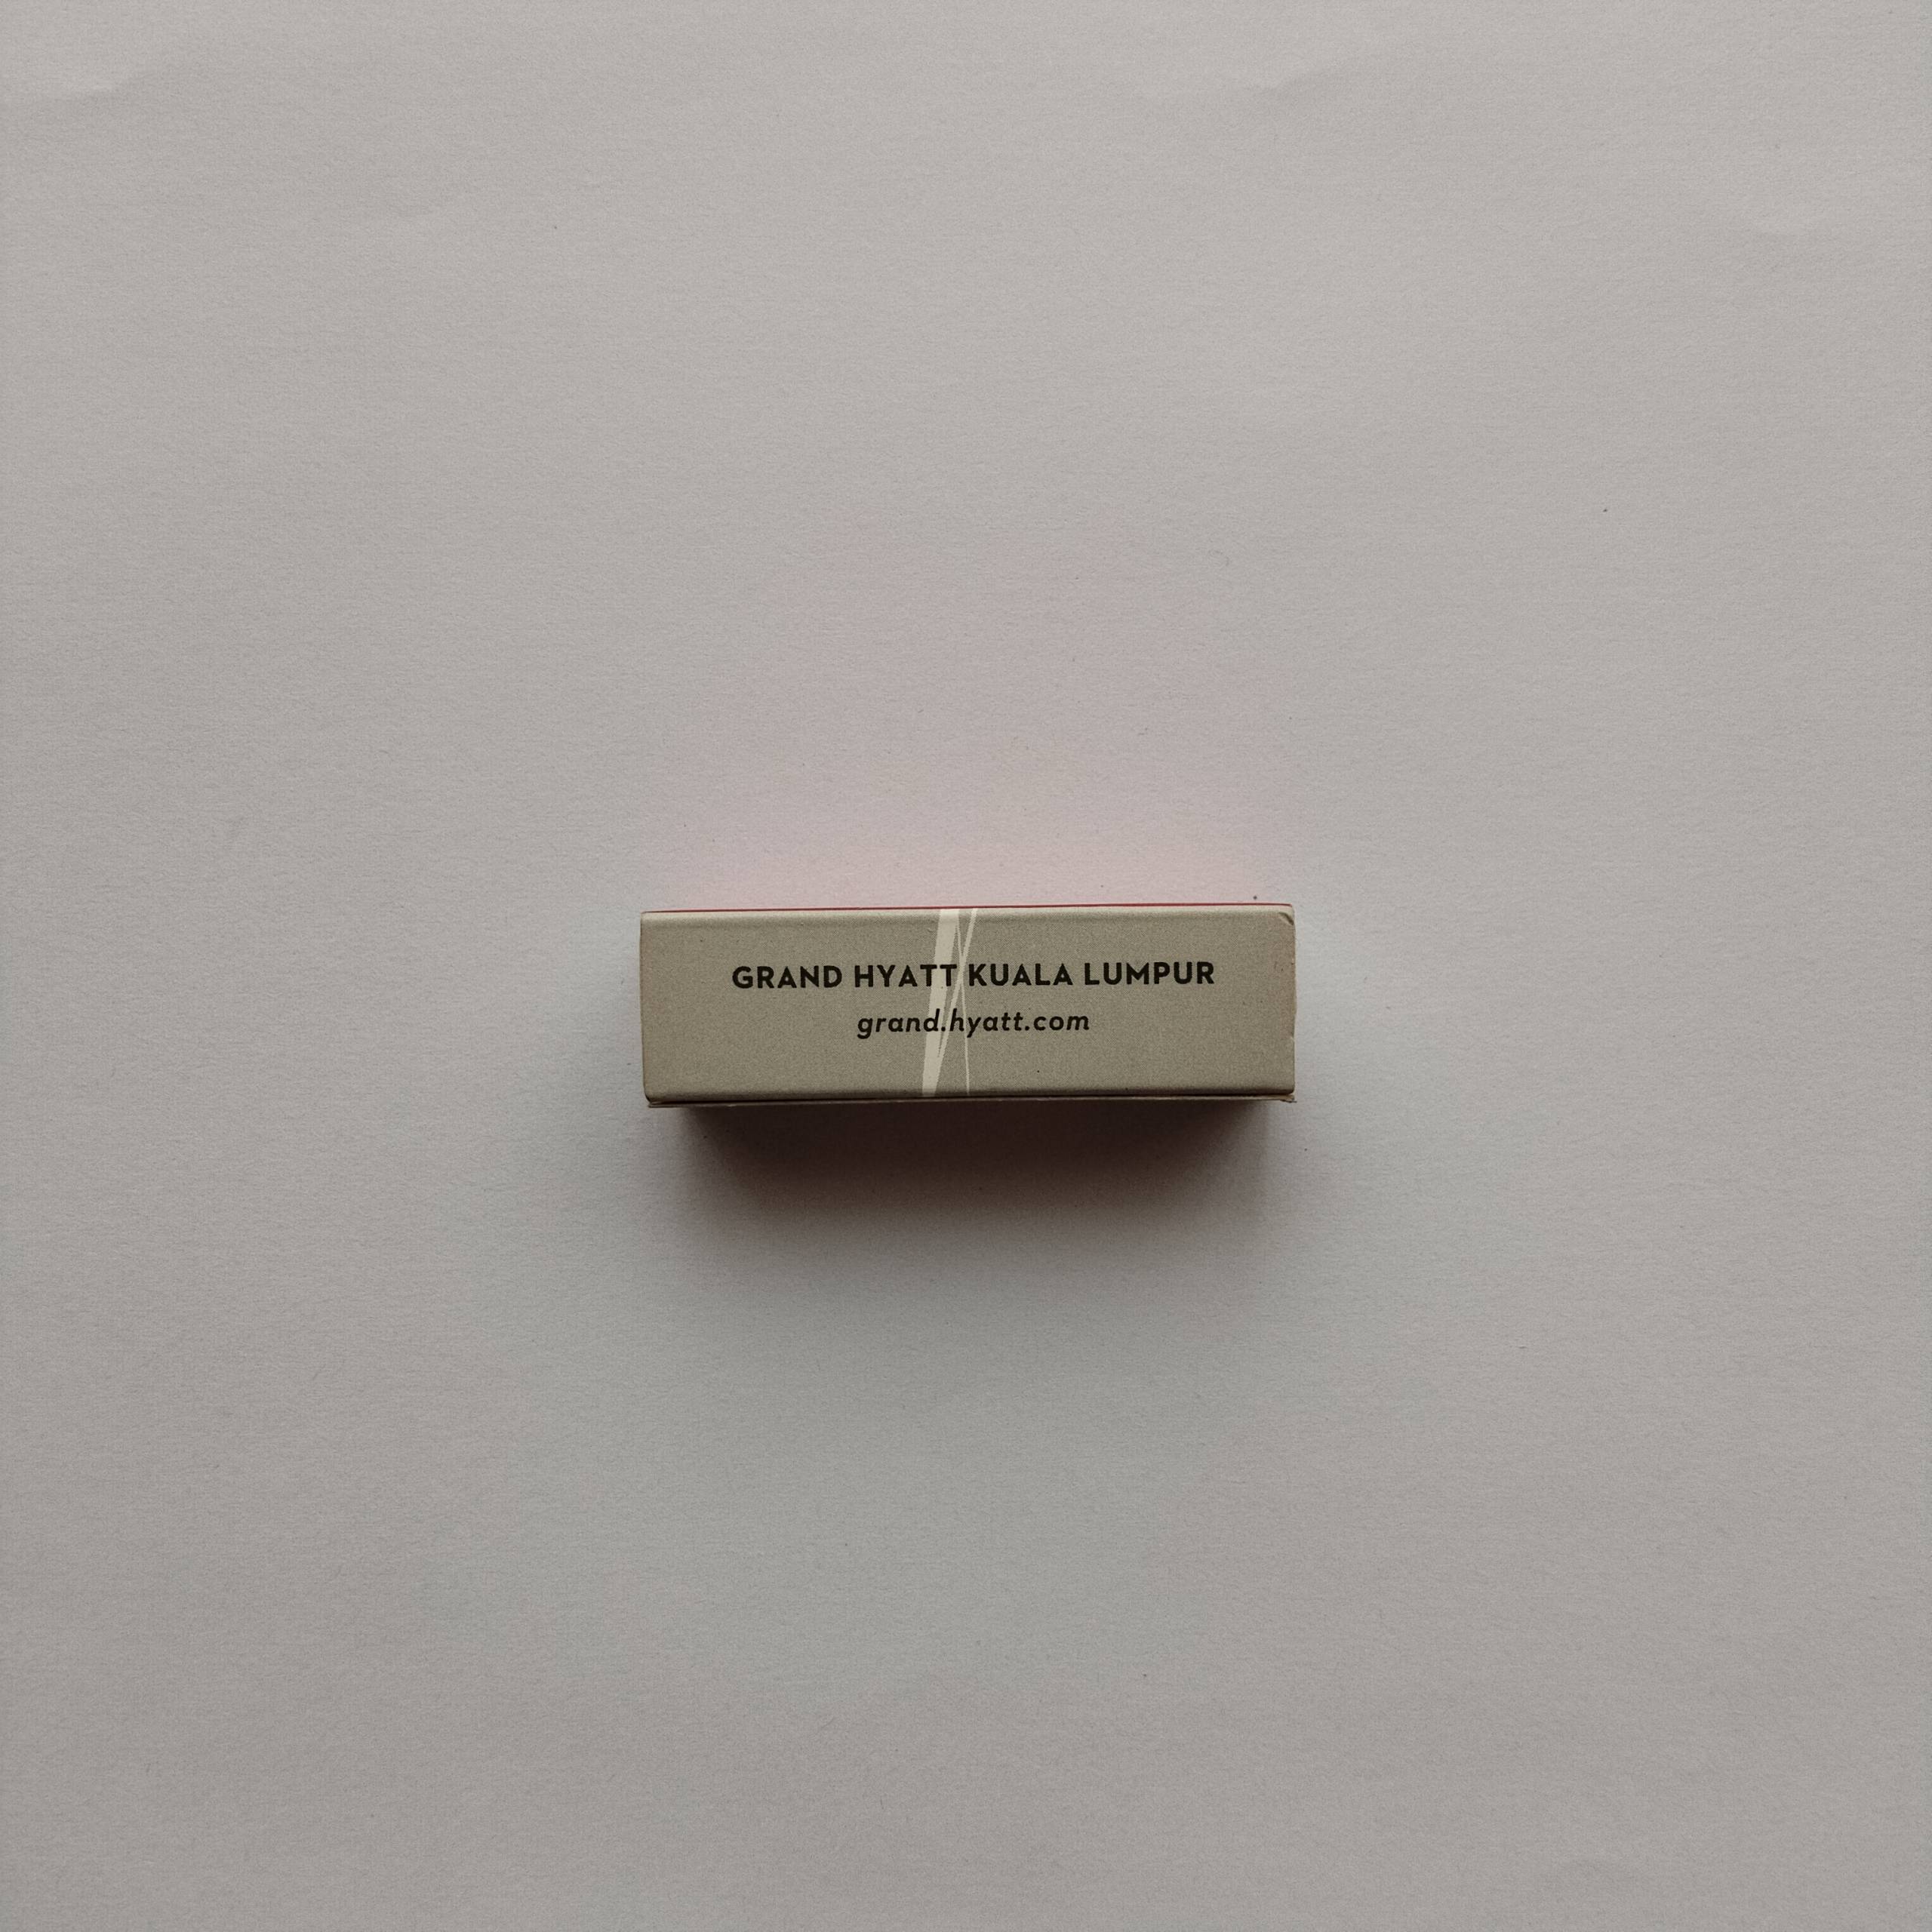 GRAND HYATT KUALA LUMPUR
grand.hyatt.com